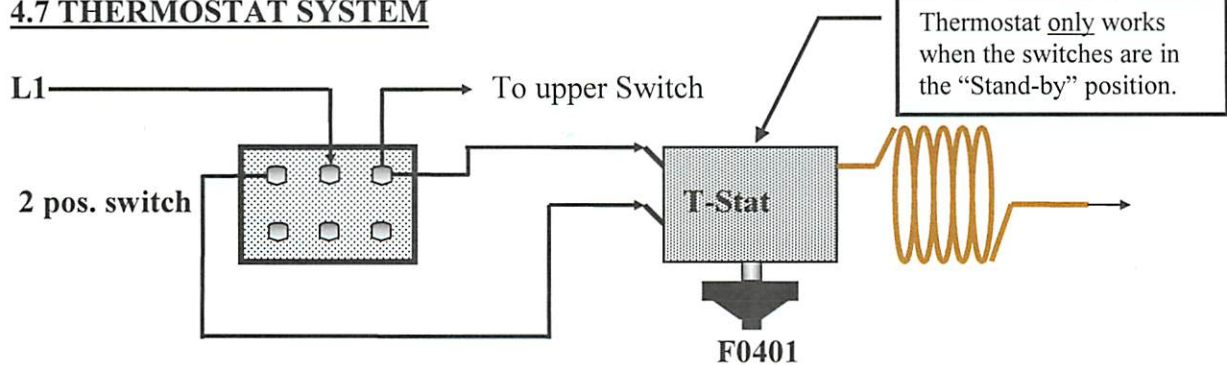 4.7 THERMOSTAT SYSTEM
Thermostat only works
when the switches are in
the “Stand-by” position.
L1
To upper Switch
2 pos. switch
T-Stat
F0401